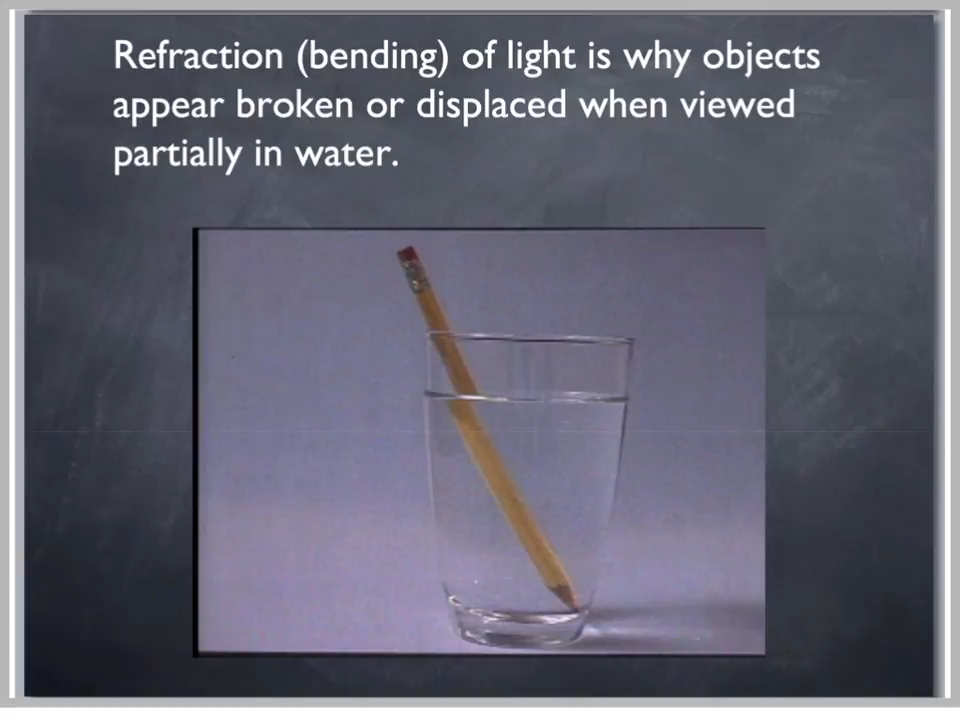 Refraction (bending) of light is why objects
appear broken or displaced when viewed
partially in water.